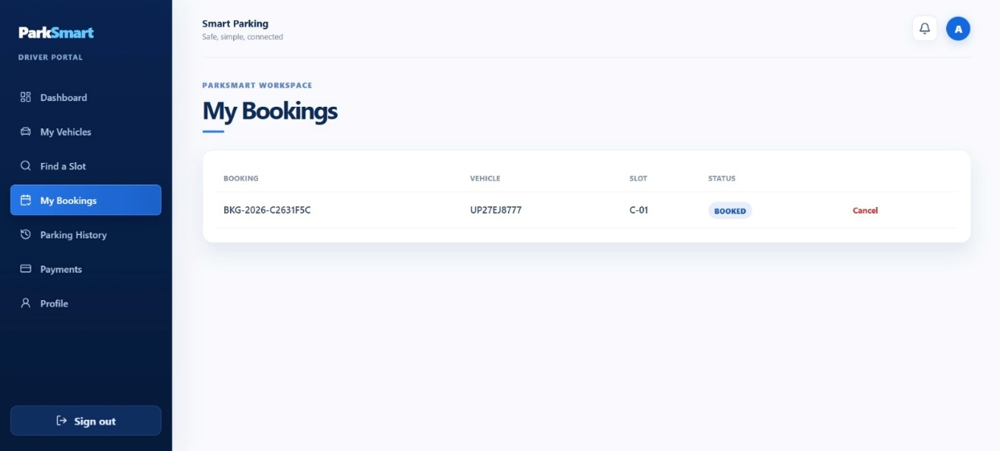 ParkSmart
DRIVER PORTAL
Dashboard
My Vehicles
Find a Slot
My Bookings
Parking History
Payments
Profile
Sign out
Smart Parking
Safe, simple, connected
A
PARKSMART WORKSPACE
My Bookings
BOOKING VEHICLE SLOT STATUS
BKG-2026-C2631F5C UP27EJ8777 C-01 BOOKED Cancel